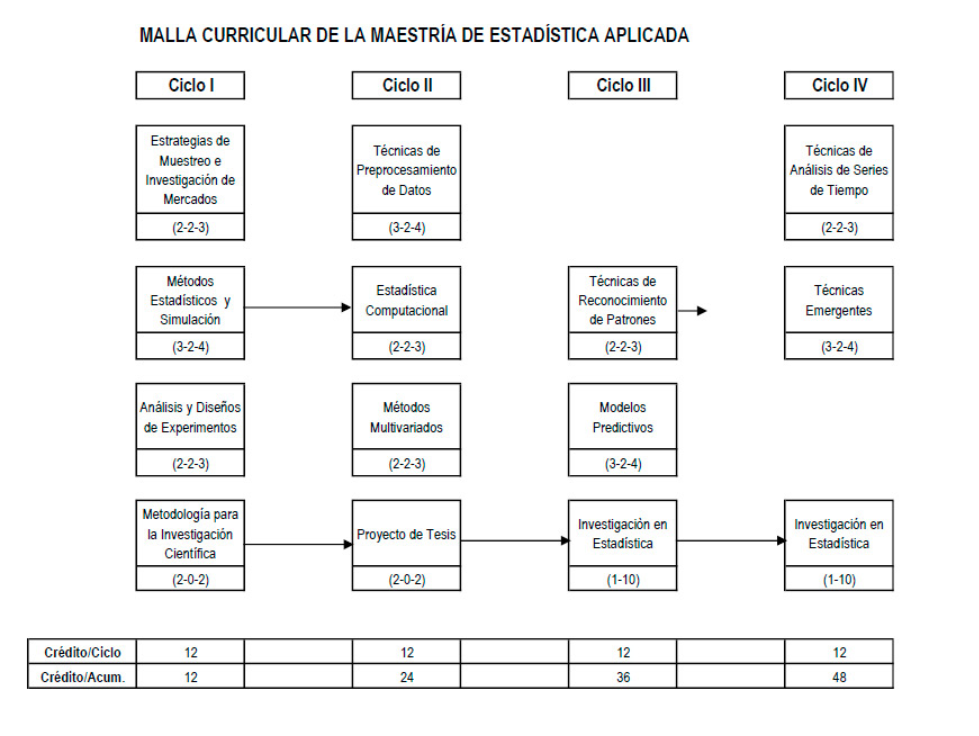 MALLA CURRICULAR DE LA MAESTRÍA DE ESTADÍSTICA APLICADA
Ciclo I
Ciclo II
Ciclo III
Ciclo IV
Estrategias de
Muestreo e
Investigación de
Mercados
(2-2-3)
Técnicas de
Preprocesamiento
de Datos
(3-2-4)
Técnicas de
Análisis de Series
de Tiempo
(2-2-3)
Métodos
Estadísticos y
Simulación
(3-2-4)
Estadística
Computacional
(2-2-3)
Técnicas de
Reconocimiento
de Patrones
(2-2-3)
Técnicas
Emergentes
(3-2-4)
Análisis y Diseños
de Experimentos
(2-2-3)
Métodos
Multivariados
(2-2-3)
Modelos
Predictivos
(3-2-4)
Metodología para
la Investigación
Científica
(2-0-2)
Proyecto de Tesis
(2-0-2)
Investigaciòn en
Estadística
(1-10)
Investigaciòn en
Estadística
(1-10)
Crédito/Ciclo 12 12 12 12
Crédito/Acum. 12 24 36 48